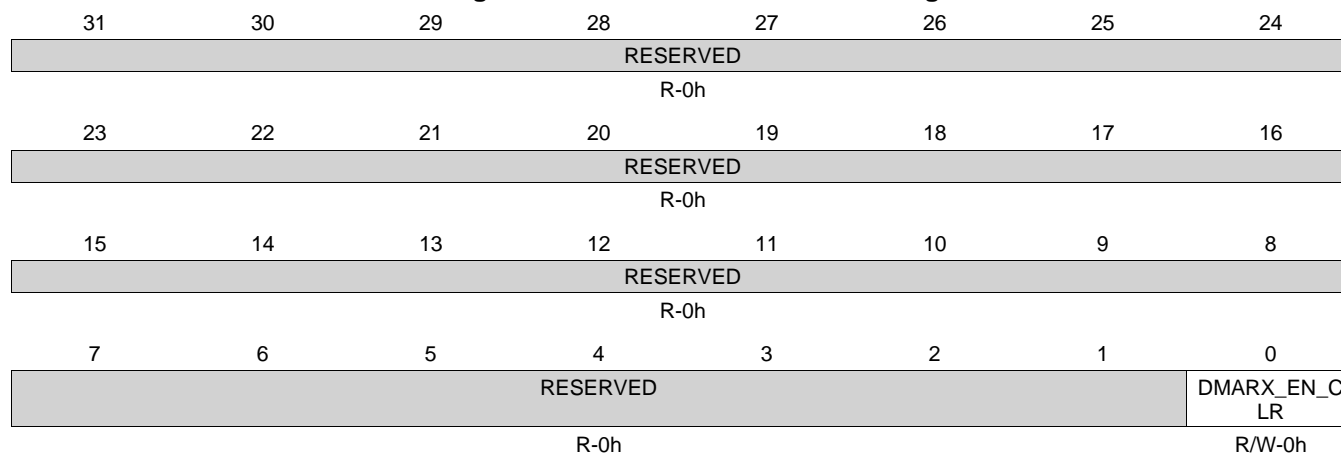 31 30 29 28 27 26 25 24
RESERVED
R-0h
23 22 21 20 19 18 17 16
RESERVED
R-0h
15 14 13 12 11 10 9 8
RESERVED
R-0h
7 6 5 4 3 2 1 0
RESERVED DMARX_EN_C
LR
R-0h R/W-0h